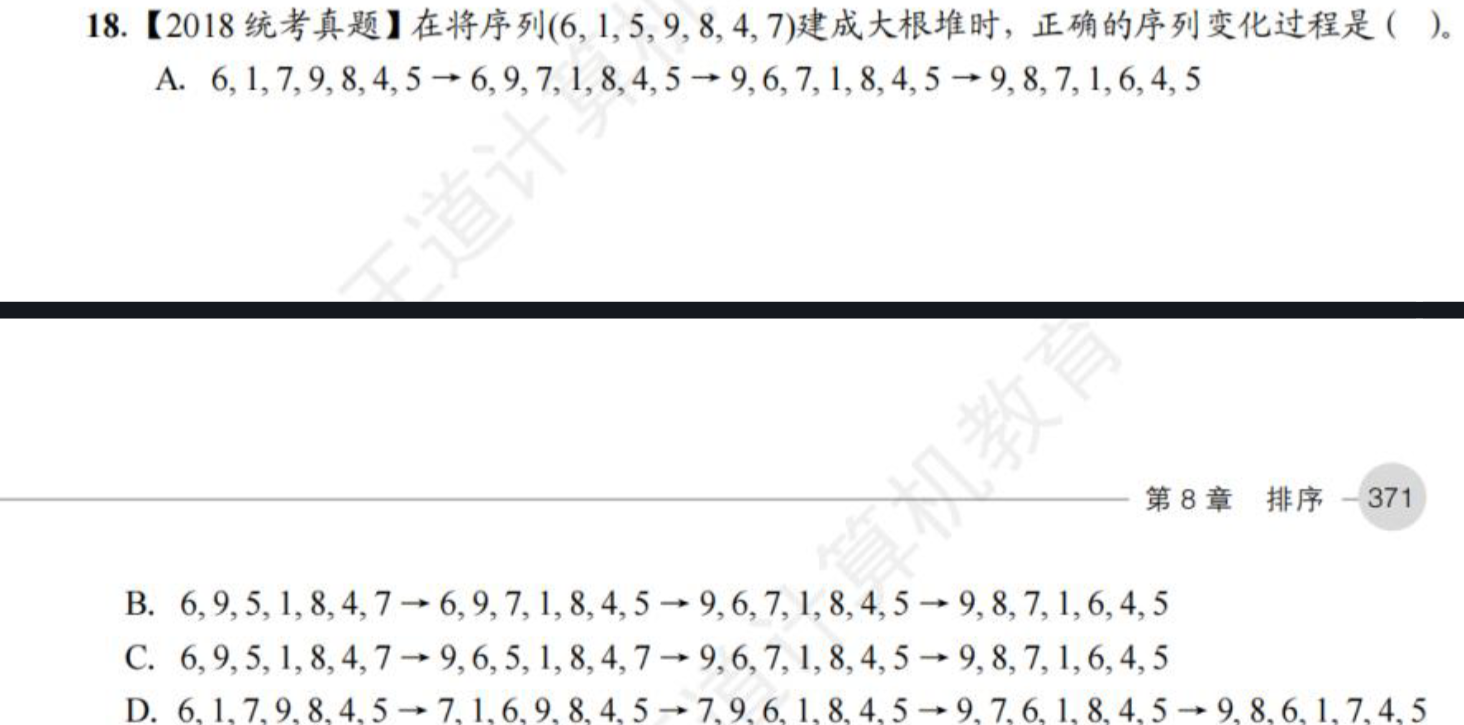 18.【2018 统考真题】在将序列(6, 1, 5, 9, 8, 4, 7)建成大根堆时，正确的序列变化过程是（ ）。
A. 6, 1, 7, 9, 8, 4, 5 → 6, 9, 7, 1, 8, 4, 5 → 9, 6, 7, 1, 8, 4, 5 → 9, 8, 7, 1, 6, 4, 5
王道计算机
第 8 章 排序 371
B. 6, 9, 5, 1, 8, 4, 7 → 6, 9, 7, 1, 8, 4, 5 → 9, 6, 7, 1, 8, 4, 5 → 9, 8, 7, 1, 6, 4, 5
C. 6, 9, 5, 1, 8, 4, 7 → 9, 6, 5, 1, 8, 4, 7 → 9, 6, 7, 1, 8, 4, 5 → 9, 8, 7, 1, 6, 4, 5
D. 6, 1, 7, 9, 8, 4, 5 → 7, 1, 6, 9, 8, 4, 5 → 7, 9, 6, 1, 8, 4, 5 → 9, 7, 6, 1, 8, 4, 5 → 9, 8, 6, 1, 7, 4, 5
道计算机教育